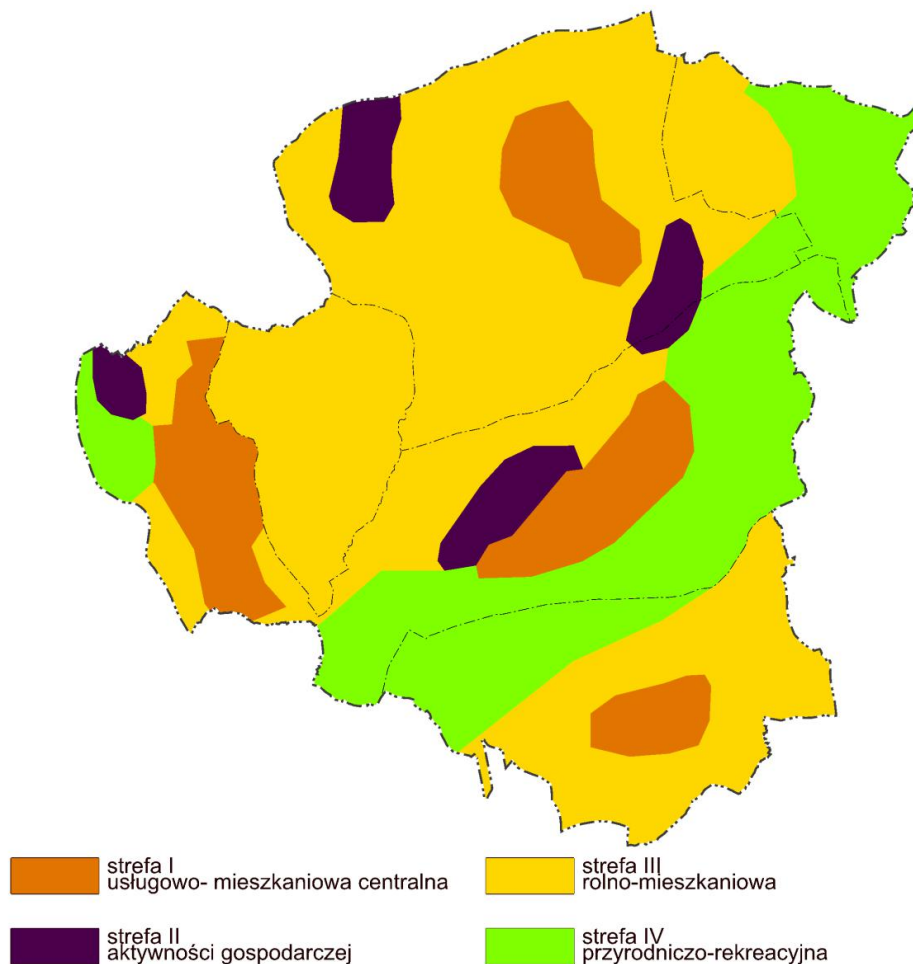 strefa I
usługowo- mieszkaniowa centralna
strefa II
aktywności gospodarczej
strefa III
rolno-mieszkaniowa
strefa IV
przyrodniczo-rekreacyjna